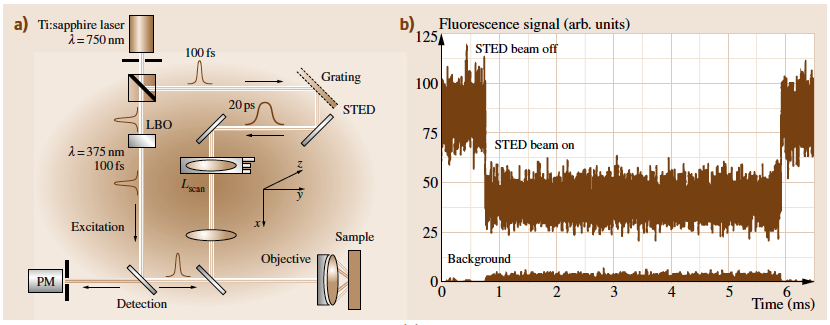 a)
Ti:sapphire laser
λ = 750 nm
100 fs
Grating
20 ps
STED
LBO
λ = 375 nm
100 fs
Lscan
z
y
x
Excitation
Sample
Objective
PM
Detection
b)
Fluorescence signal (arb. units)
125
STED beam off
100
75
STED beam on
50
25
Background
0
0 1 2 3 4 5 6
Time (ms)